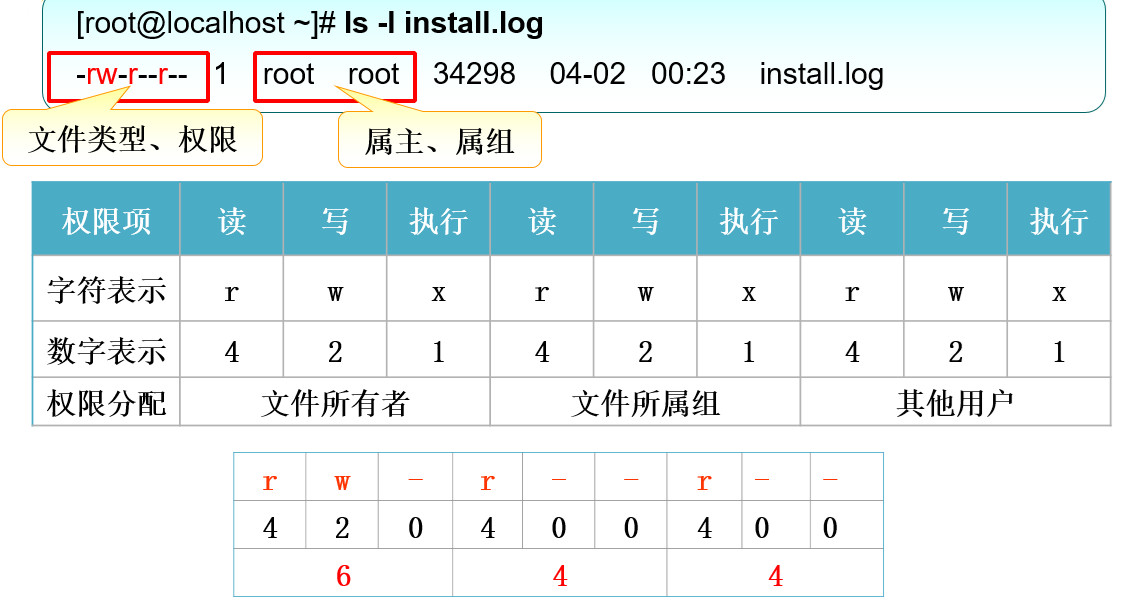 [root@localhost ~]# ls -l install.log
-rw-r--r-- 1 root root 34298 04-02 00:23 install.log
文件类型、权限 属主、属组
权限项 读 写 执行 读 写 执行 读 写 执行
字符表示 r w x r w x r w x
数字表示 4 2 1 4 2 1 4 2 1
权限分配 文件所有者 文件所属组 其他用户
r w - r - - r - -
4 2 0 4 0 0 4 0 0
6 4 4